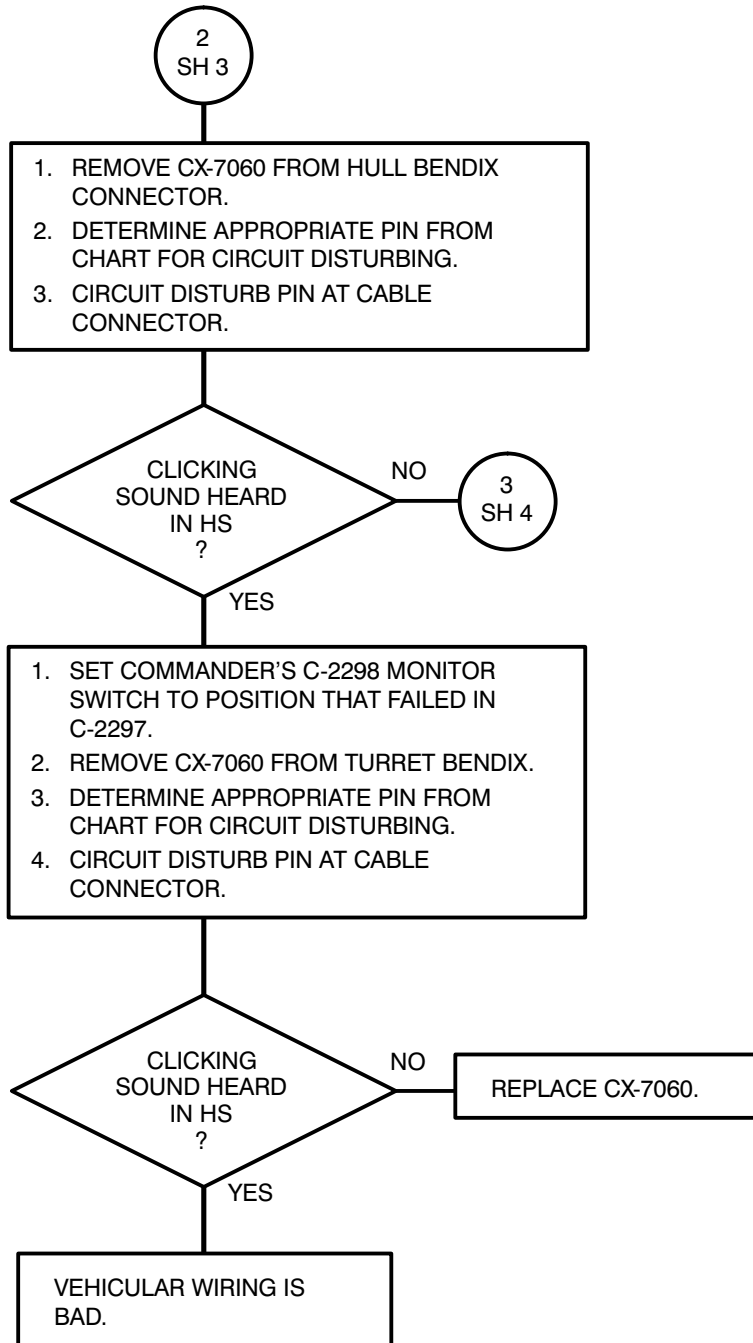 2
SH 3
1. REMOVE CX-7060 FROM HULL BENDIX
CONNECTOR.
2. DETERMINE APPROPRIATE PIN FROM
CHART FOR CIRCUIT DISTURBING.
3. CIRCUIT DISTURB PIN AT CABLE
CONNECTOR.
CLICKING
SOUND HEARD
IN HS
?
NO
3
SH 4
YES
1. SET COMMANDER'S C-2298 MONITOR
SWITCH TO POSITION THAT FAILED IN
C-2297.
2. REMOVE CX-7060 FROM TURRET BENDIX.
3. DETERMINE APPROPRIATE PIN FROM
CHART FOR CIRCUIT DISTURBING.
4. CIRCUIT DISTURB PIN AT CABLE
CONNECTOR.
CLICKING
SOUND HEARD
IN HS
?
NO
REPLACE CX-7060.
YES
VEHICULAR WIRING IS
BAD.